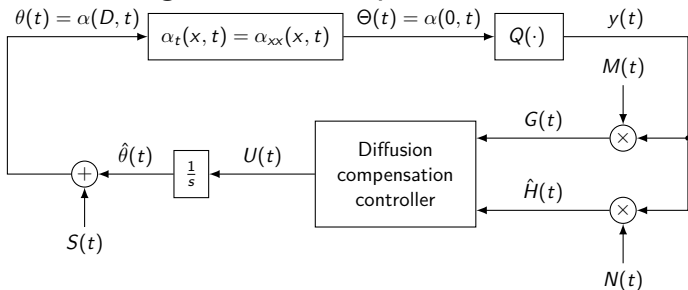 θ(t) = α(D, t)
α_t(x, t) = α_xx(x, t)
Θ(t) = α(0, t)
Q(·)
y(t)
M(t)
G(t)
×
Diffusion
compensation
controller
U(t)
1/s
θ̂(t)
+
S(t)
Ĥ(t)
×
N(t)